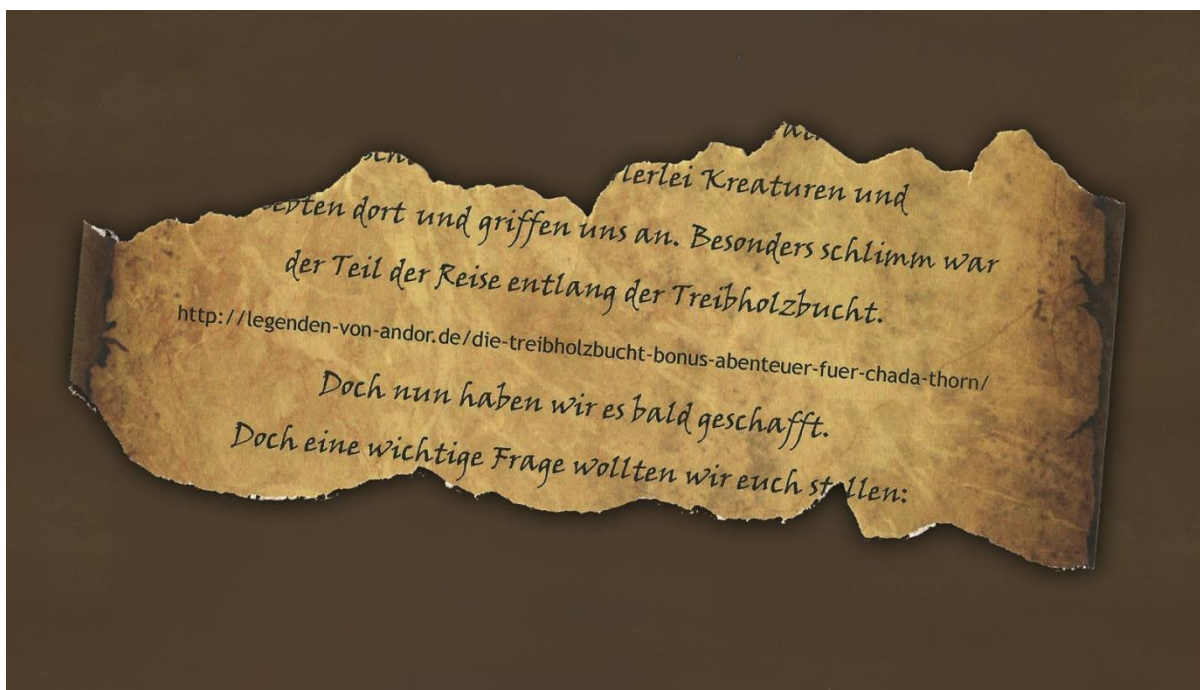 lerlei Kreaturen und
dort und griffen uns an. Besonders schlimm war
der Teil der Reise entlang der Treibholzbucht.
http://legenden-von-andor.de/die-treibholzbucht-bonus-abenteuer-fuer-chada-thorn/
Doch nun haben wir es bald geschafft.
Doch eine wichtige Frage wollten wir euch stellen: